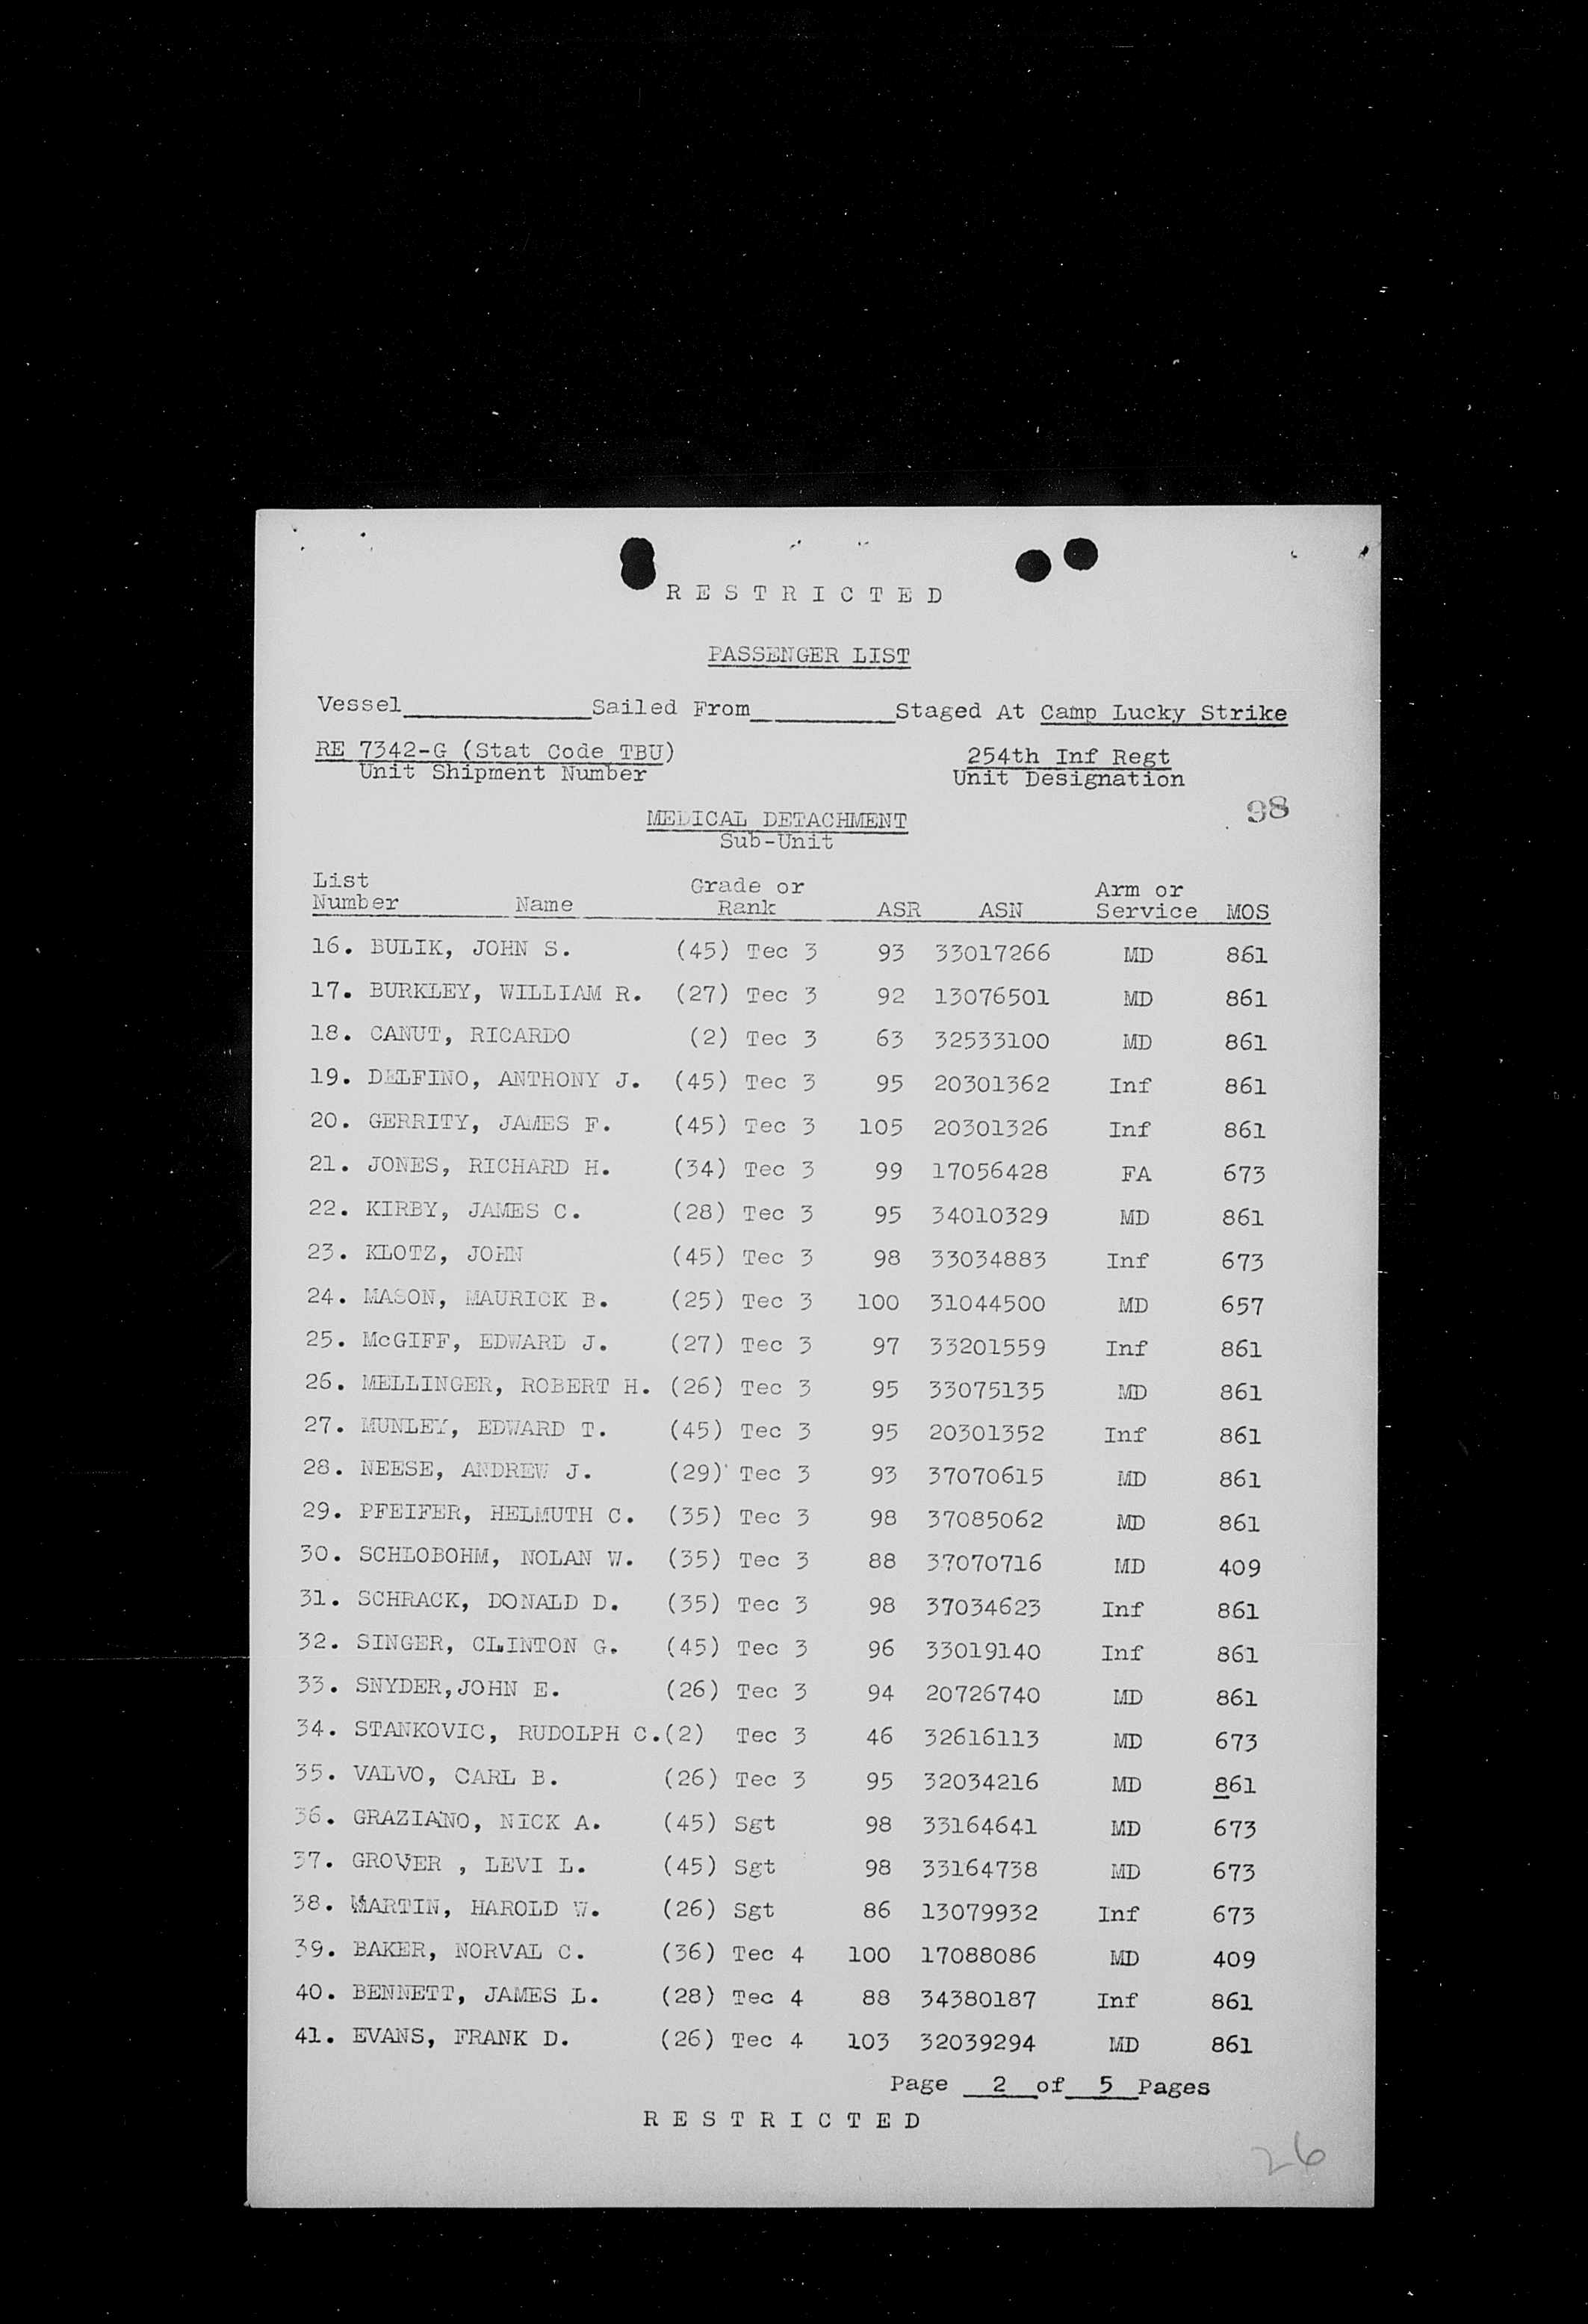 RESTRICTED
PASSENGER LIST
Vessel____________Sailed From__________Staged At Camp Lucky Strike
RE 7342-G (Stat Code TBU) 254th Inf Regt
Unit Shipment Number Unit Designation
98
MEDICAL DETACHMENT
Sub-Unit
List Grade or Arm or
Number Name Rank ASR ASN Service MOS
16. BULIK, JOHN S. (45) Tec 3 93 33017266 MD 861
17. BURKLEY, WILLIAM R. (27) Tec 3 92 13076501 MD 861
18. CANUT, RICARDO (2) Tec 3 63 32533100 MD 861
19. DELFINO, ANTHONY J. (45) Tec 3 95 20301362 Inf 861
20. GERRITY, JAMES F. (45) Tec 3 105 20301326 Inf 861
21. JONES, RICHARD H. (34) Tec 3 99 17056428 FA 673
22. KIRBY, JAMES C. (28) Tec 3 95 34010329 MD 861
23. KLOTZ, JOHN (45) Tec 3 98 33034883 Inf 673
24. MASON, MAURICK B. (25) Tec 3 100 31044500 MD 657
25. McGIFF, EDWARD J. (27) Tec 3 97 33201559 Inf 861
26. MELLINGER, ROBERT H. (26) Tec 3 95 33075135 MD 861
27. MUNLEY, EDWARD T. (45) Tec 3 95 20301352 Inf 861
28. NEESE, ANDREW J. (29) Tec 3 93 37070615 MD 861
29. PFEIFER, HELMUTH C. (35) Tec 3 98 37085062 MD 861
30. SCHLOBOHM, NOLAN W. (35) Tec 3 88 37070716 MD 409
31. SCHRACK, DONALD D. (35) Tec 3 98 37034623 Inf 861
32. SINGER, CLINTON G. (45) Tec 3 96 33019140 Inf 861
33. SNYDER,JOHN E. (26) Tec 3 94 20726740 MD 861
34. STANKOVIC, RUDOLPH C.(2) Tec 3 46 32616113 MD 673
35. VALVO, CARL B. (26) Tec 3 95 32034216 MD 861
36. GRAZIANO, NICK A. (45) Sgt 98 33164641 MD 673
37. GROVER , LEVI L. (45) Sgt 98 33164738 MD 673
38. MARTIN, HAROLD W. (26) Sgt 86 13079932 Inf 673
39. BAKER, NORVAL C. (36) Tec 4 100 17088086 MD 409
40. BENNETT, JAMES L. (28) Tec 4 88 34380187 Inf 861
41. EVANS, FRANK D. (26) Tec 4 103 32039294 MD 861
Page 2 of 5 Pages
RESTRICTED
26